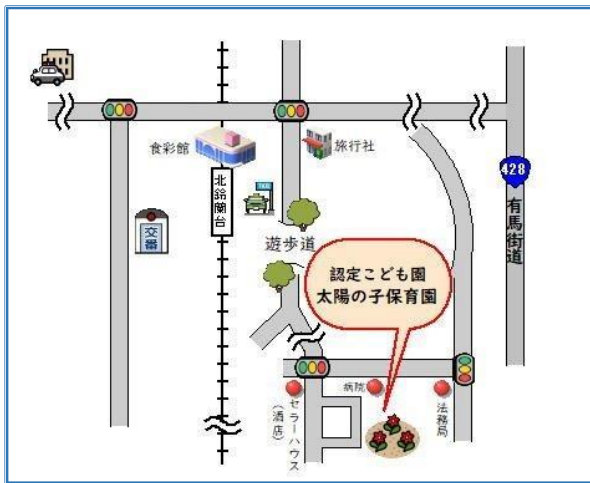 食彩館
旅行社
428
有馬街道
北鈴蘭台
TAXI
交番
遊歩道
認定こども園
太陽の子保育園
セラーハウス
(酒店)
病院
法務局